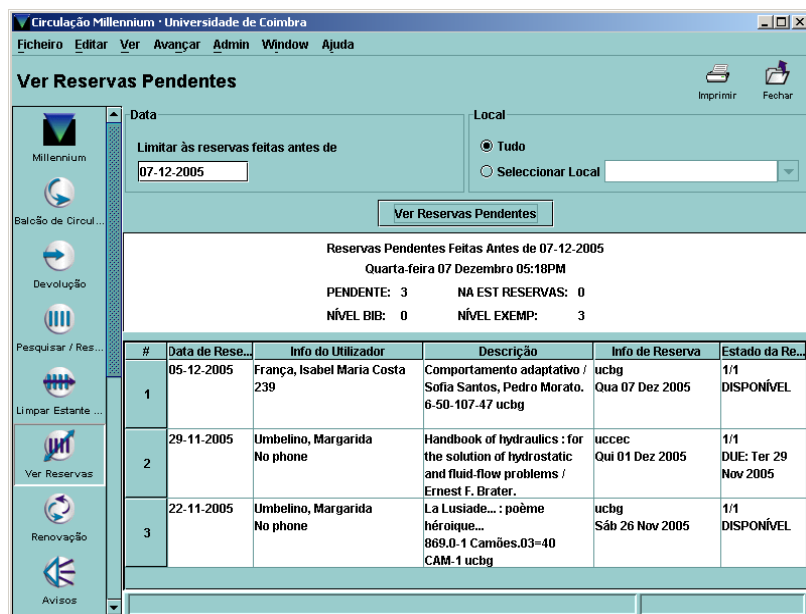 Circulação Millennium · Universidade de Coimbra
Ficheiro Editar Ver Avançar Admin Window Ajuda
Ver Reservas Pendentes
Imprimir
Fechar
Millennium
Balcão de Circul...
Devolução
Pesquisar / Res...
Limpar Estante ...
Ver Reservas
Renovação
Avisos
Data
Limitar às reservas feitas antes de
07-12-2005
Local
Tudo
Seleccionar Local
Ver Reservas Pendentes
Reservas Pendentes Feitas Antes de 07-12-2005
Quarta-feira 07 Dezembro 05:18PM
PENDENTE: 3 NA EST RESERVAS: 0
NÍVEL BIB: 0 NÍVEL EXEMP: 3
# Data de Rese... Info do Utilizador Descrição Info de Reserva Estado da Re...
1
05-12-2005
França, Isabel Maria Costa
239
Comportamento adaptativo /
Sofia Santos, Pedro Morato.
6-50-107-47 ucbg
ucbg
Qua 07 Dez 2005
1/1
DISPONÍVEL
2
29-11-2005
Umbelino, Margarida
No phone
Handbook of hydraulics : for
the solution of hydrostatic
and fluid-flow problems /
Ernest F. Brater.
uccec
Qui 01 Dez 2005
1/1
DUE: Ter 29
Nov 2005
3
22-11-2005
Umbelino, Margarida
No phone
La Lusiade... : poème
héroique...
869.0-1 Camões.03=40
CAM-1 ucbg
ucbg
Sáb 26 Nov 2005
1/1
DISPONÍVEL